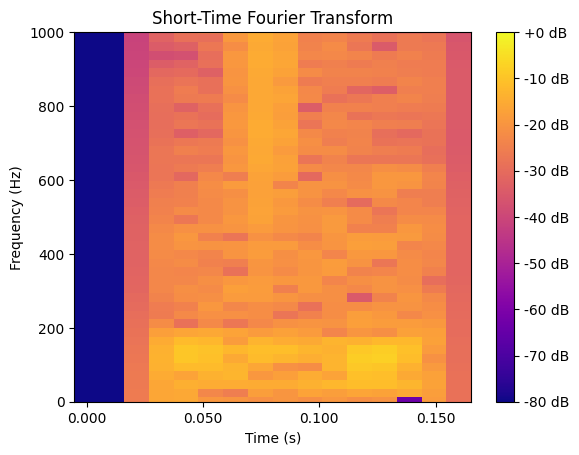 Short-Time Fourier Transform
1000
800
600
400
200
0
Frequency (Hz)
0.000
0.050
0.100
0.150
Time (s)
+0 dB
-10 dB
-20 dB
-30 dB
-40 dB
-50 dB
-60 dB
-70 dB
-80 dB